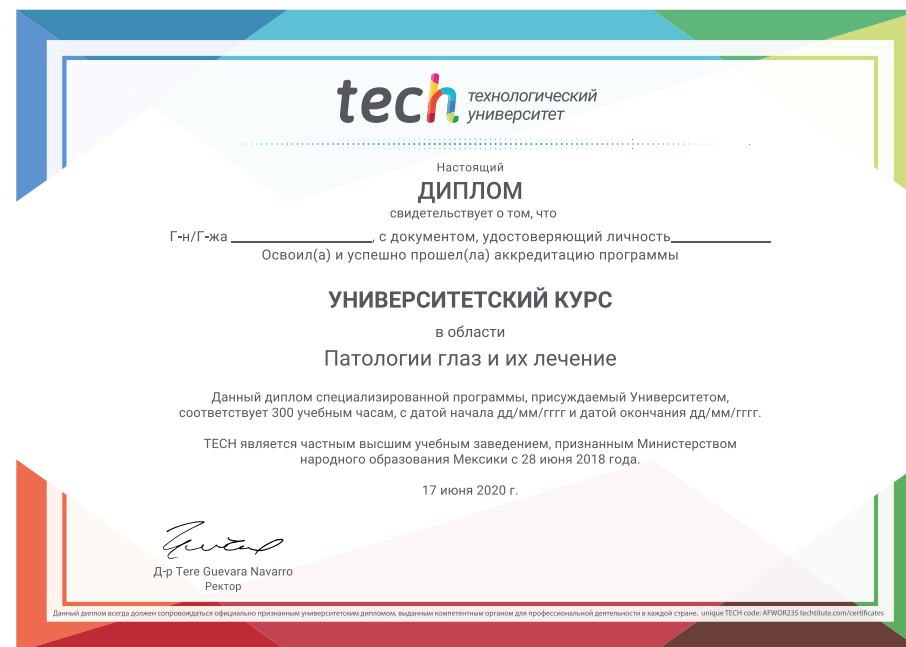 tech технологический
университет
Настоящий
ДИПЛОМ
свидетельствует о том, что
Г-н/Г-жа , с документом, удостоверяющий личность
Освоил(а) и успешно прошел(ла) аккредитацию программы
УНИВЕРСИТЕТСКИЙ КУРС
в области
Патологии глаз и их лечение
Данный диплом специализированной программы, присуждаемый Университетом,
соответствует 300 учебным часам, с датой начала дд/мм/гггг и датой окончания дд/мм/гггг.
TECH является частным высшим учебным заведением, признанным Министерством
народного образования Мексики с 28 июня 2018 года.
17 июня 2020 г.
Д-р Tere Guevara Navarro
Ректор
Данный диплом всегда должен сопровождаться официально признанным университетским дипломом, выданным компетентным органом для профессиональной деятельности в каждой стране. unique TECH code: AFWOR23S techtitute.com/certificates